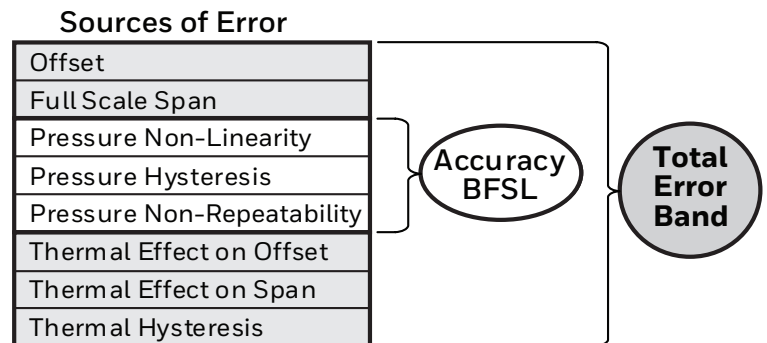 Sources of Error
Offset
Full Scale Span
Pressure Non-Linearity
Pressure Hysteresis
Pressure Non-Repeatability
Thermal Effect on Offset
Thermal Effect on Span
Thermal Hysteresis
Accuracy
BFSL
Total
Error
Band